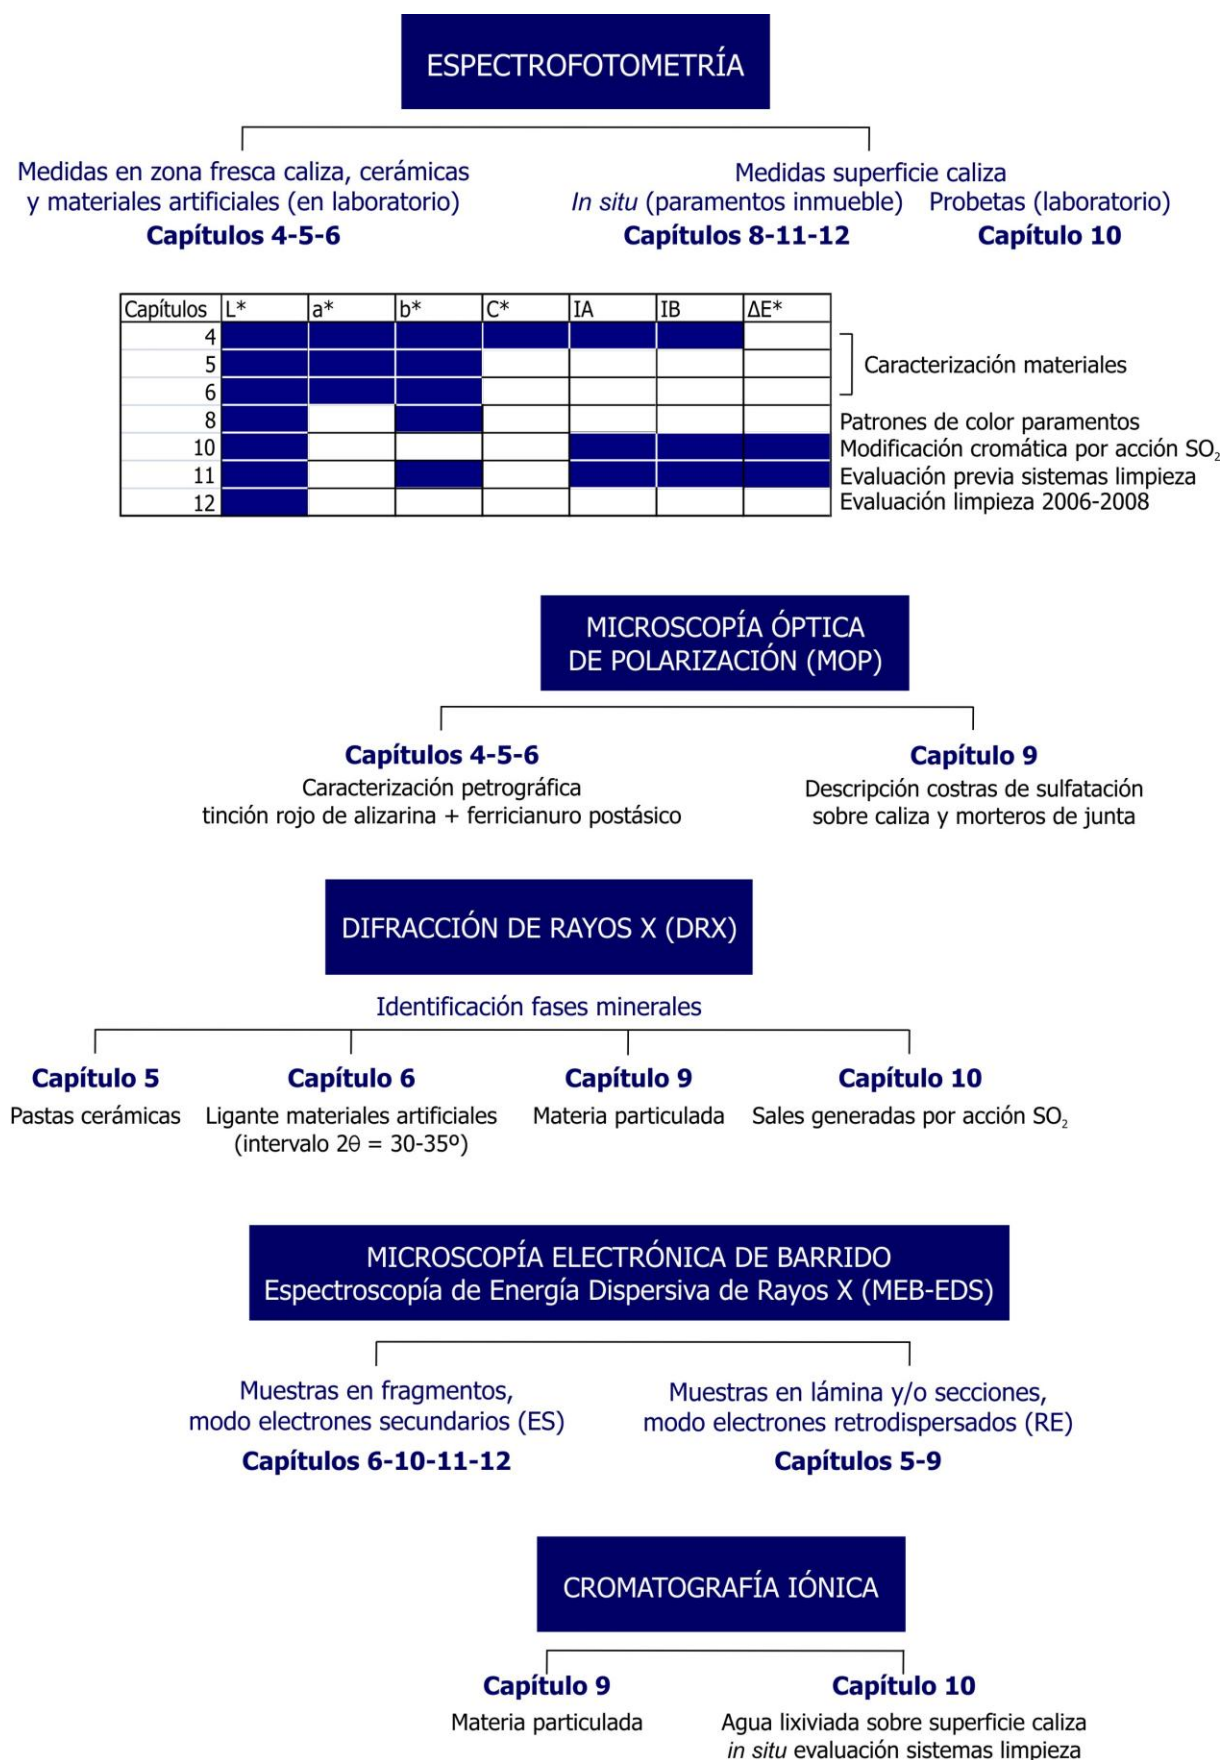 ESPECTROFOTOMETRÍA
Medidas en zona fresca caliza, cerámicas
y materiales artificiales (en laboratorio)
Capítulos 4-5-6
Medidas superficie caliza
In situ (paramentos inmueble) Probetas (laboratorio)
Capítulos 8-11-12 Capítulo 10
Capítulos L* a* b* C* IA IB ΔE*
4
5
6
Caracterización materiales
8 Patrones de color paramentos
10 Modificación cromática por acción SO₂
11 Evaluación previa sistemas limpieza
12 Evaluación limpieza 2006-2008
MICROSCOPÍA ÓPTICA
DE POLARIZACIÓN (MOP)
Capítulos 4-5-6
Caracterización petrográfica
tinción rojo de alizarina + ferricianuro postásico
Capítulo 9
Descripción costras de sulfatación
sobre caliza y morteros de junta
DIFRACCIÓN DE RAYOS X (DRX)
Identificación fases minerales
Capítulo 5
Pastas cerámicas
Capítulo 6
Ligante materiales artificiales
(intervalo 2θ = 30-35º)
Capítulo 9
Materia particulada
Capítulo 10
Sales generadas por acción SO₂
MICROSCOPÍA ELECTRÓNICA DE BARRIDO
Espectroscopía de Energía Dispersiva de Rayos X (MEB-EDS)
Muestras en fragmentos,
modo electrones secundarios (ES)
Capítulos 6-10-11-12
Muestras en lámina y/o secciones,
modo electrones retrodispersados (RE)
Capítulos 5-9
CROMATOGRAFÍA IÓNICA
Capítulo 9
Materia particulada
Capítulo 10
Agua lixiviada sobre superficie caliza
in situ evaluación sistemas limpieza